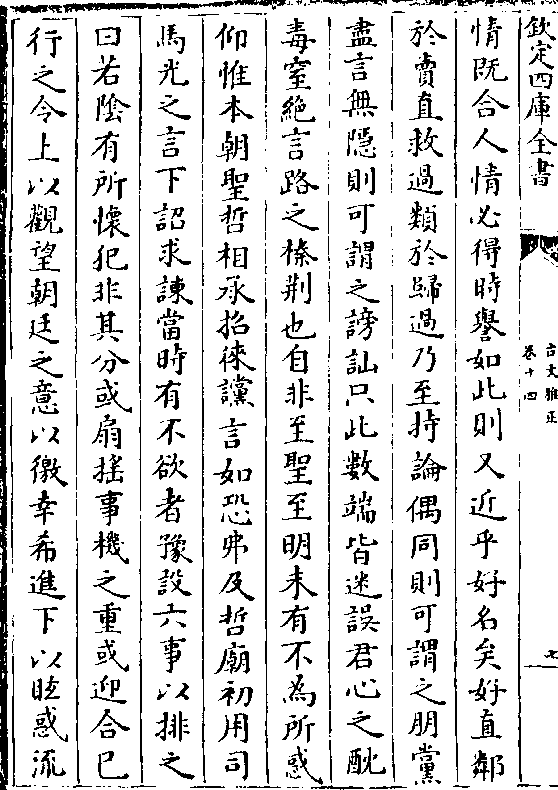 欽定四庫全書
古文雅正
卷十四
七
情既合人情必得時譽如此則又近乎好名矣好直鄰
於賣直救過類於歸過乃至持論偶同則可謂之朋黨
盡言無隱則可謂之謗訕只此數端皆迷誤君心之酖
毒窒絶言路之榛荆也自非至聖至明未有不為所惑
仰惟本朝聖哲相承招徠讜言如恐弗及哲廟初用司
馬光之言下詔求諫當時有不欲者豫設六事以排之
曰若陰有所懷犯非其分或扇揺事機之重或迎合已
行之令上以觀望朝廷之意以徼幸希進下以眩惑流